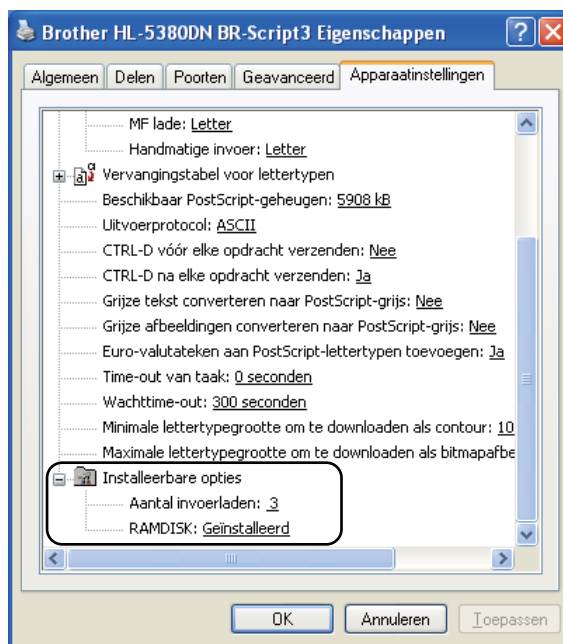 Brother HL-5380DN BR-Script3 Eigenschappen
Algemeen Delen Poorten Geavanceerd Apparaatinstellingen
MF lade: Letter
Handmatige invoer: Letter
Vervangingstabel voor lettertypen
Beschikbaar PostScript-geheugen: 5908 kB
Uitvoerprotocol: ASCII
CTRL-D vóór elke opdracht verzenden: Nee
CTRL-D na elke opdracht verzenden: Ja
Grijze tekst converteren naar PostScript-grijs: Nee
Grijze afbeeldingen converteren naar PostScript-grijs: Nee
Euro-valutateken aan PostScript-lettertypen toevoegen: Ja
Time-out van taak: 0 seconden
Wachttime-out: 300 seconden
Minimale lettertypegrootte om te downloaden als contour: 10
Maximale lettertypegrootte om te downloaden als bitmapafbe
Installeerbare opties
Aantal invoerladen: 3
RAMDISK: Geïnstalleerd
OK Annuleren Toepassen